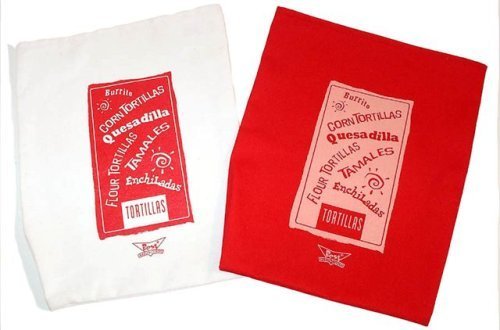 Burrito
CORN TORTILLAS
Quesadilla
FLOUR TORTILLAS
TAMALES
EnchiLadas
TORTILLAS
Burrito
CORN TORTILLAS
Quesadilla
FLOUR TORTILLAS
TAMALES
EnchiLadas
TORTILLAS